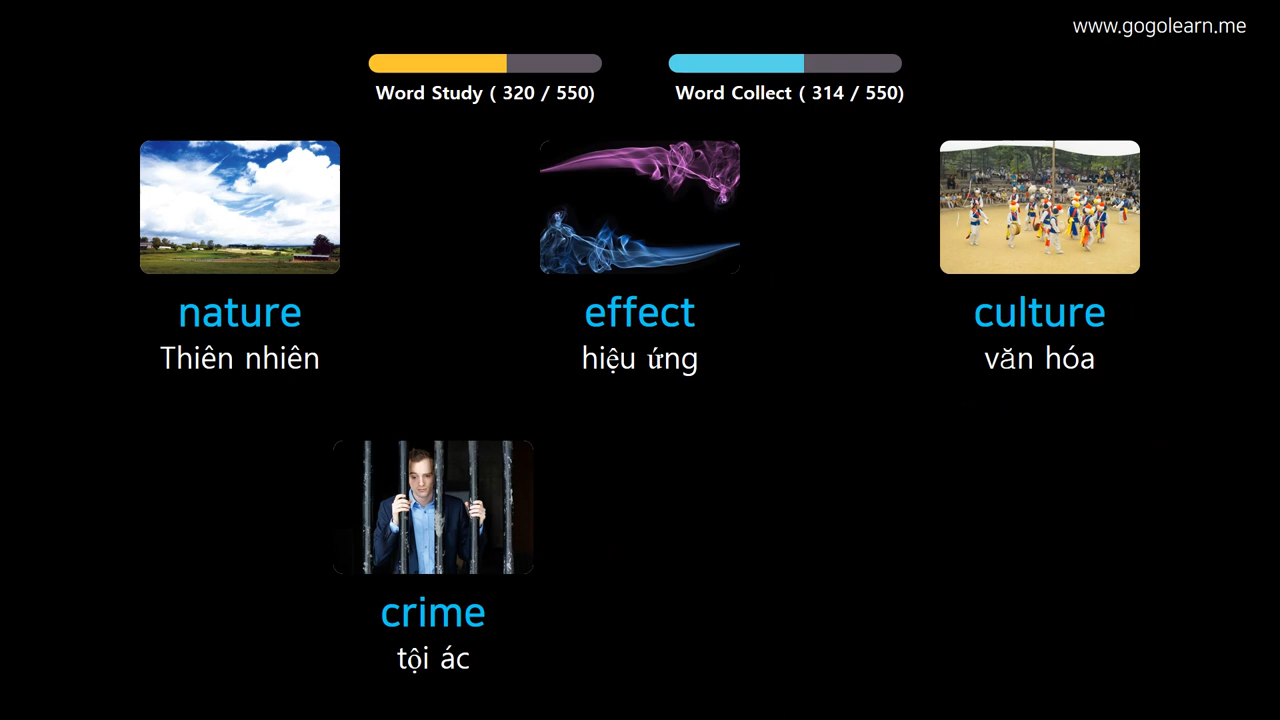 www.gogolearn.me
Word Study ( 320 / 550)
Word Collect ( 314 / 550)
nature
Thiên nhiên
effect
hiệu ứng
culture
văn hóa
crime
tội ác